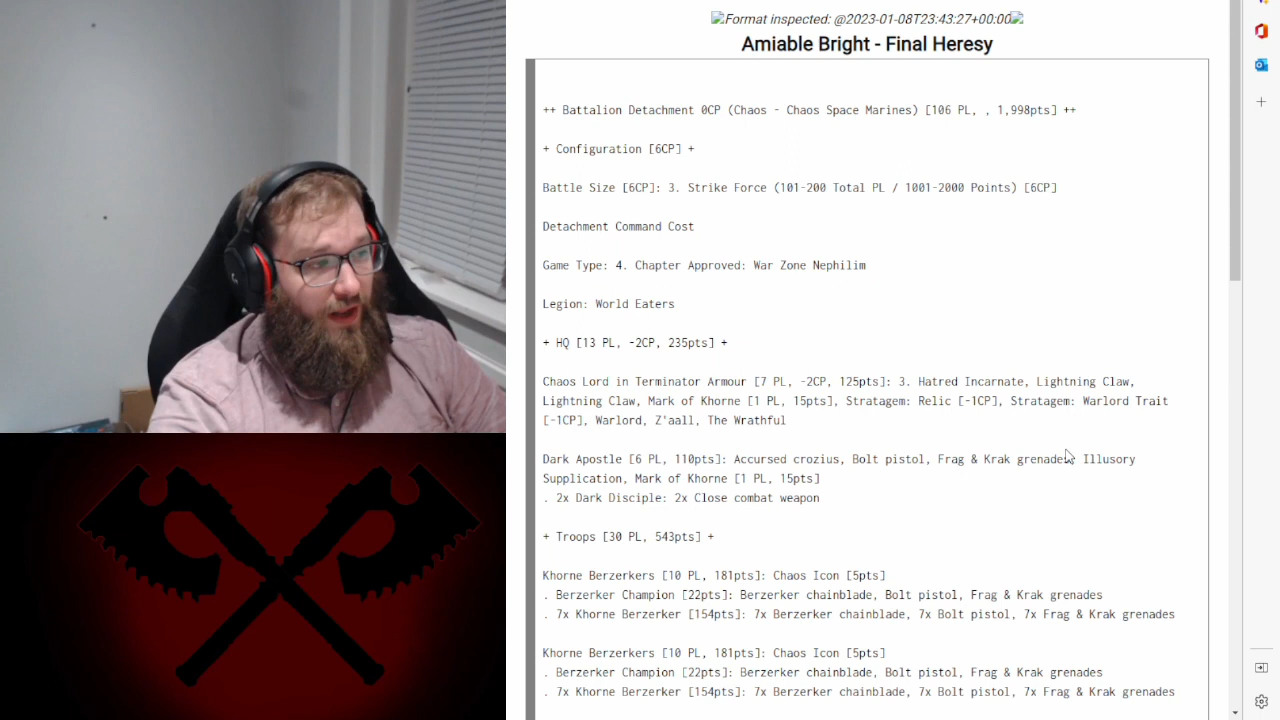 Format inspected: @2023-01-08T23:43:27+00:00
Amiable Bright - Final Heresy
++ Battalion Detachment 0CP (Chaos - Chaos Space Marines) [106 PL, , 1,998pts] ++
+ Configuration [6CP] +
Battle Size [6CP]: 3. Strike Force (101-200 Total PL / 1001-2000 Points) [6CP]
Detachment Command Cost
Game Type: 4. Chapter Approved: War Zone Nephilim
Legion: World Eaters
+ HQ [13 PL, -2CP, 235pts] +
Chaos Lord in Terminator Armour [7 PL, -2CP, 125pts]: 3. Hatred Incarnate, Lightning Claw,
Lightning Claw, Mark of Khorne [1 PL, 15pts], Stratagem: Relic [-1CP], Stratagem: Warlord Trait
[-1CP], Warlord, Z'aall, The Wrathful
Dark Apostle [6 PL, 110pts]: Accursed crozius, Bolt pistol, Frag & Krak grenades, Illusory
Supplication, Mark of Khorne [1 PL, 15pts]
. 2x Dark Disciple: 2x Close combat weapon
+ Troops [30 PL, 543pts] +
Khorne Berzerkers [10 PL, 181pts]: Chaos Icon [5pts]
. Berzerker Champion [22pts]: Berzerker chainblade, Bolt pistol, Frag & Krak grenades
. 7x Khorne Berzerker [154pts]: 7x Berzerker chainblade, 7x Bolt pistol, 7x Frag & Krak grenades
Khorne Berzerkers [10 PL, 181pts]: Chaos Icon [5pts]
. Berzerker Champion [22pts]: Berzerker chainblade, Bolt pistol, Frag & Krak grenades
. 7x Khorne Berzerker [154pts]: 7x Berzerker chainblade, 7x Bolt pistol, 7x Frag & Krak grenades